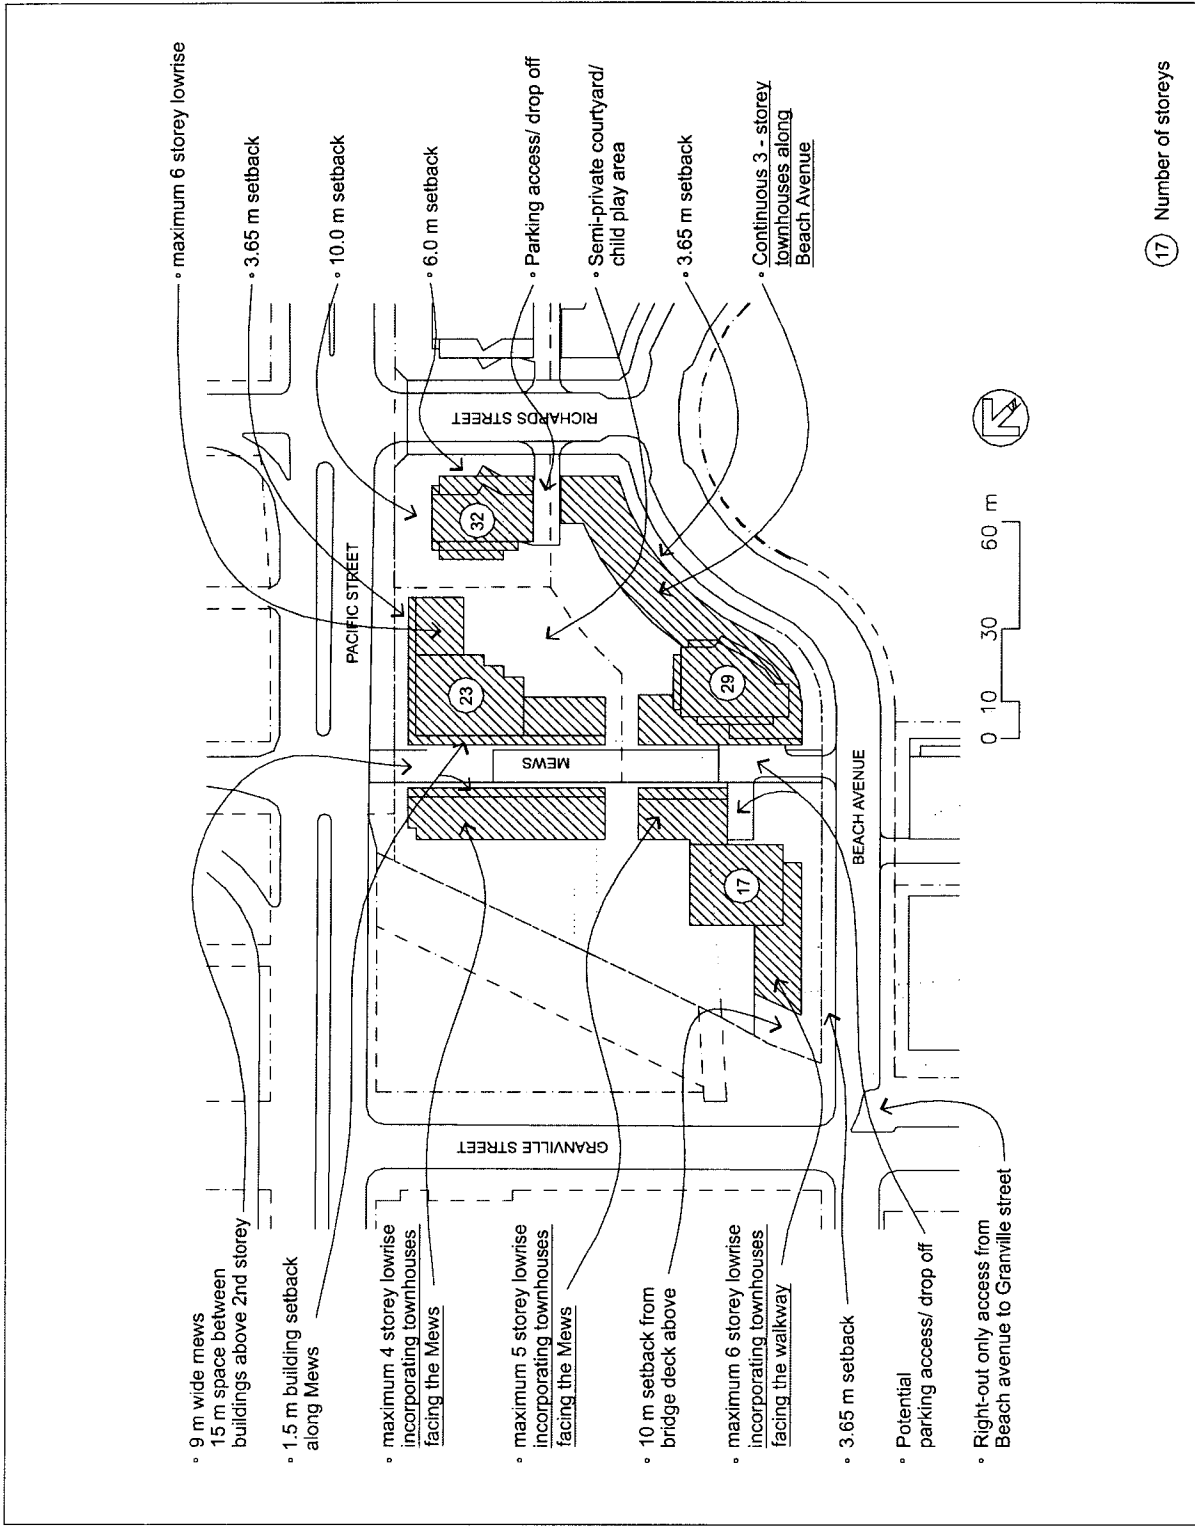 ° maximum 6 storey lowrise
° 3.65 m setback
° 10.0 m setback
° 6.0 m setback
° Parking access/ drop off
° Semi-private courtyard/
child play area
° 3.65 m setback
° Continuous 3 - storey
townhouses along
Beach Avenue
PACIFIC STREET
RICHARDS STREET
32
23
29
17
MEWS
BEACH AVENUE
GRANVILLE STREET
0 10 30 60 m
17 Number of storeys
° 9 m wide mews
15 m space between
buildings above 2nd storey
° 1.5 m building setback
along Mews
° maximum 4 storey lowrise
incorporating townhouses
facing the Mews
° maximum 5 storey lowrise
incorporating townhouses
facing the Mews
° 10 m setback from
bridge deck above
° maximum 6 storey lowrise
incorporating townhouses
facing the walkway
° 3.65 m setback
° Potential
parking access/ drop off
° Right-out only access from
Beach avenue to Granville street